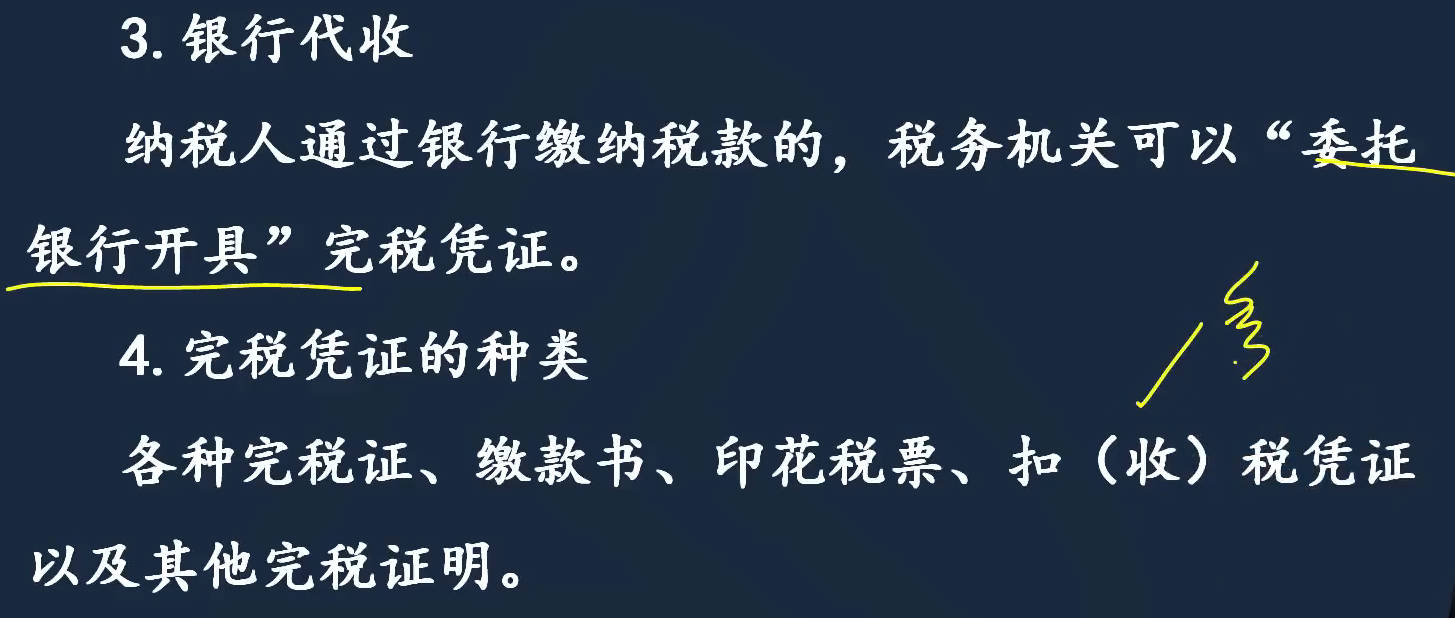 3. 银行代收
纳税人通过银行缴纳税款的，税务机关可以“委托
银行开具”完税凭证。
4. 完税凭证的种类
各种完税证、缴款书、印花税票、扣（收）税凭证
以及其他完税证明。